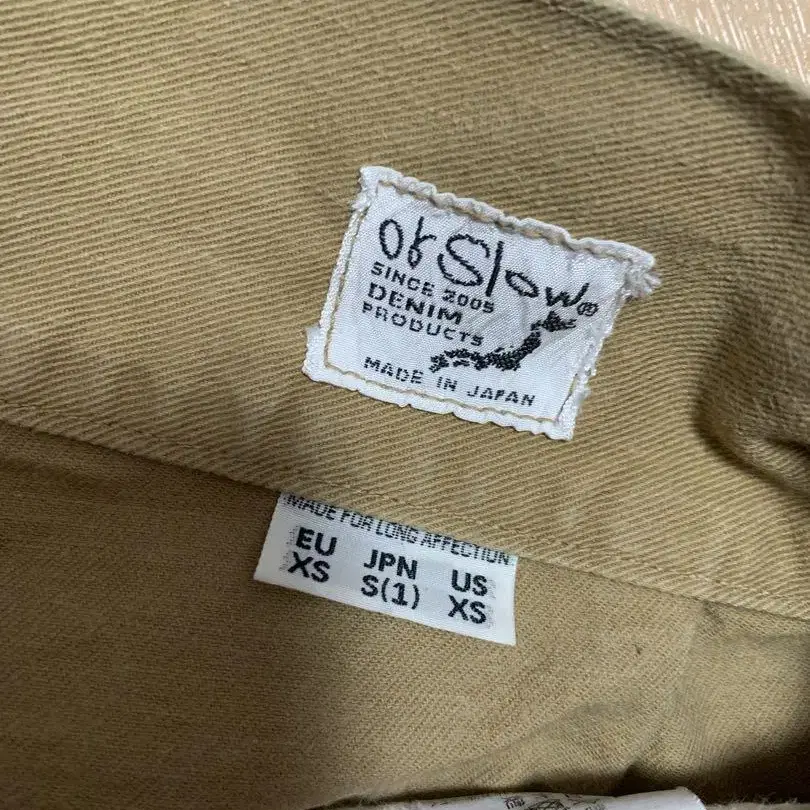 orSlow®
SINCE 2005
DENIM
PRODUCTS
MADE IN JAPAN
MADE FOR LONG AFFECTION
EU JPN US
XS S(1) XS